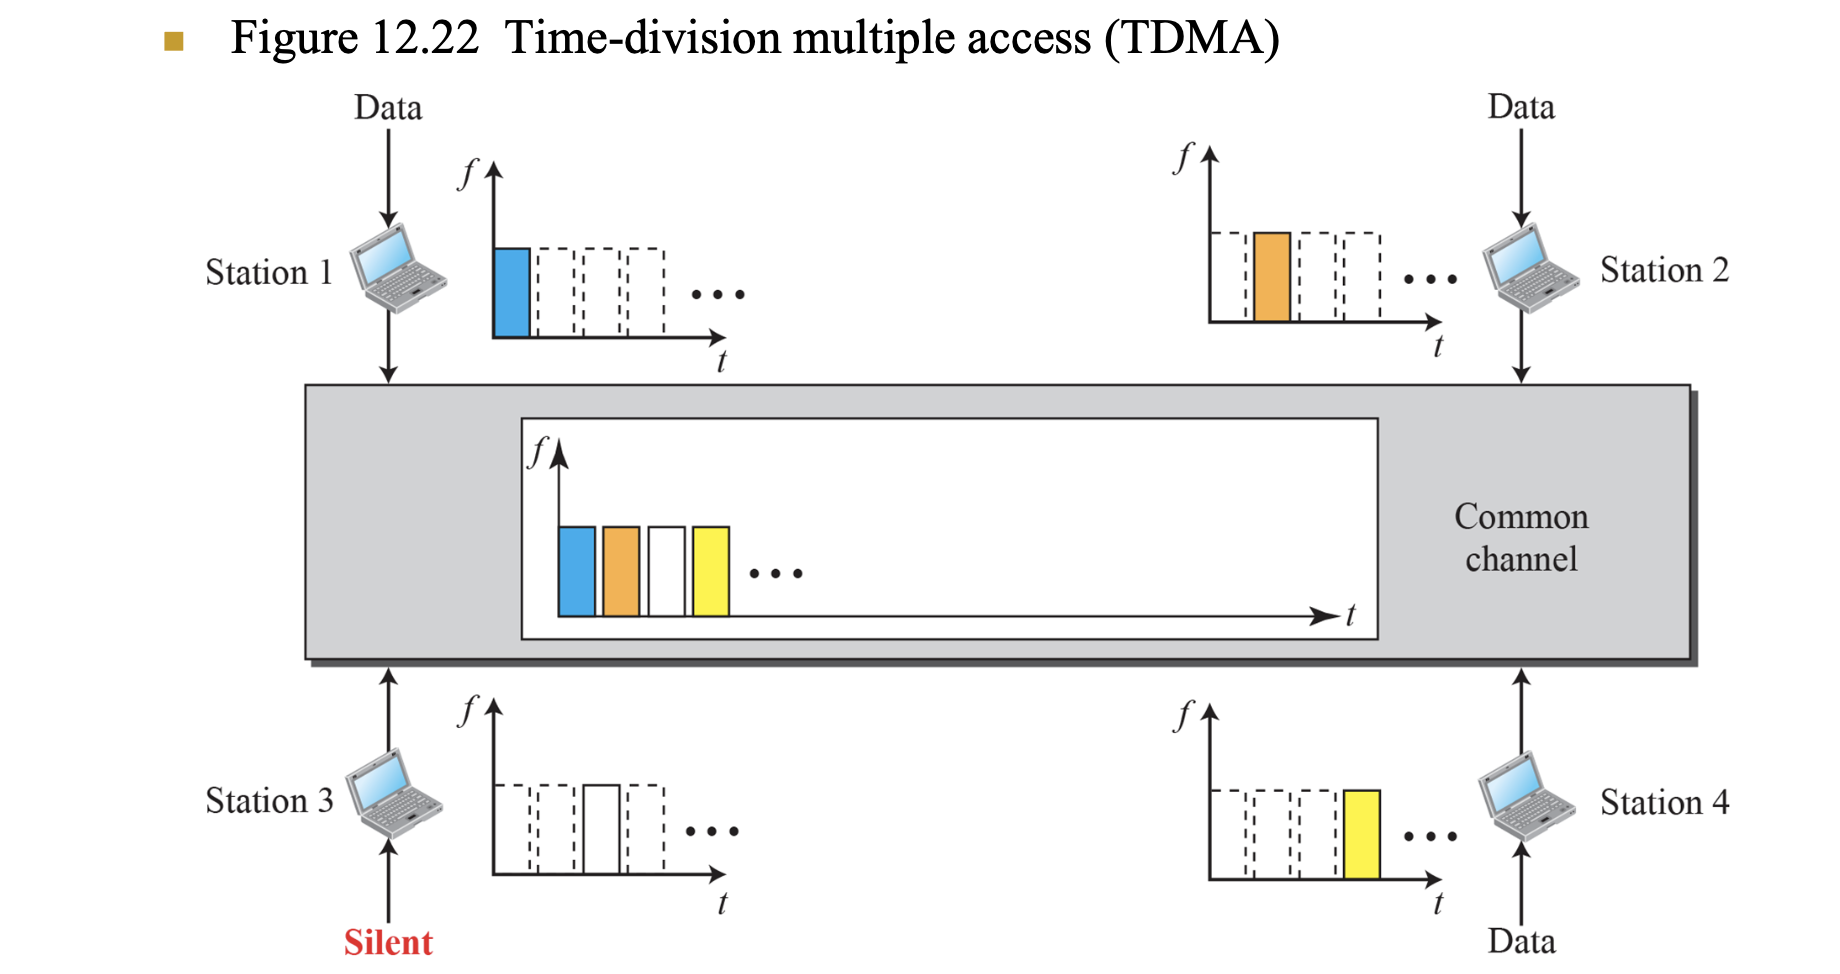 Figure 12.22 Time-division multiple access (TDMA)
Data
Data
f
f
Station 1
Station 2
t
t
f
Common
channel
t
f
f
Station 3
Station 4
t
t
Silent
Data